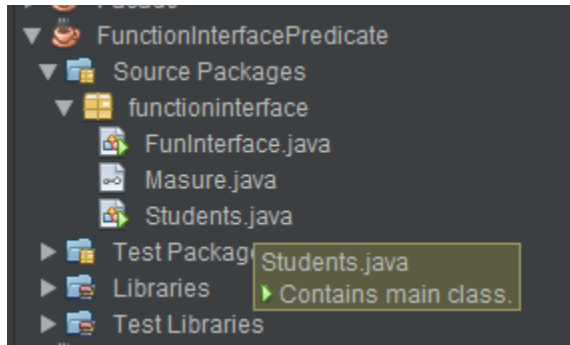 FunctionInterfacePredicate
Source Packages
functioninterface
FunInterface.java
Masure.java
Students.java
Test Packag
Students.java
Contains main class.
Libraries
Test Libraries